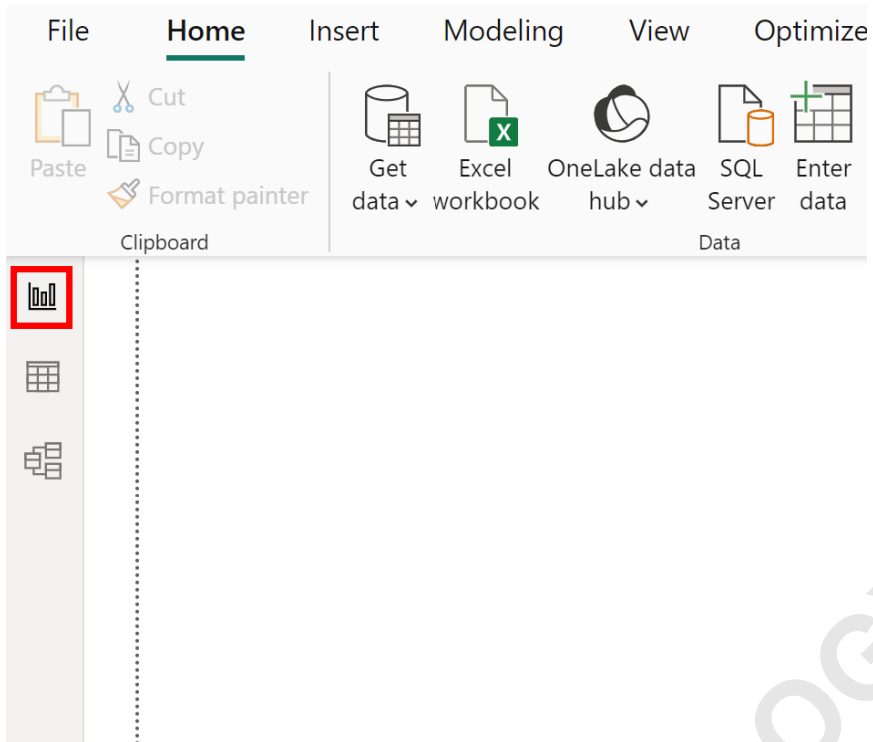 File Home Insert Modeling View Optimize
Cut
Copy
Paste
Format painter
Clipboard
Get data
Excel workbook
OneLake data hub
SQL Server
Enter data
Data